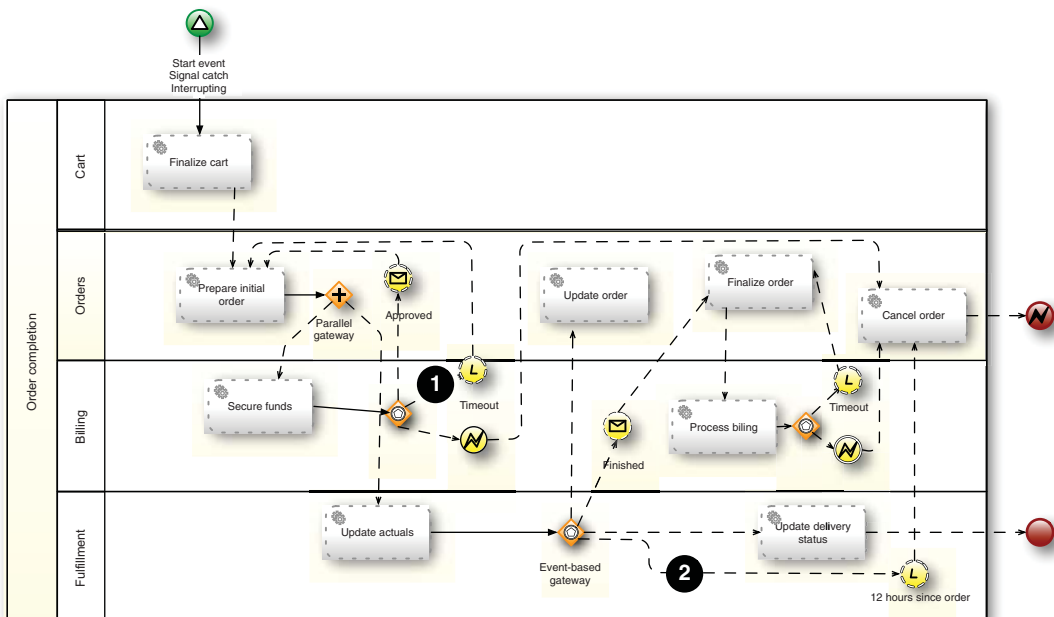 Start event
Signal catch
Interrupting
Order completion
Cart
Finalize cart
Orders
Prepare initial
order
Parallel
gateway
Approved
Update order
Finalize order
Cancel order
Billing
Secure funds
1
Timeout
Finished
Process biling
Timeout
Fulfillment
Update actuals
Event-based
gateway
2
Update delivery
status
12 hours since order